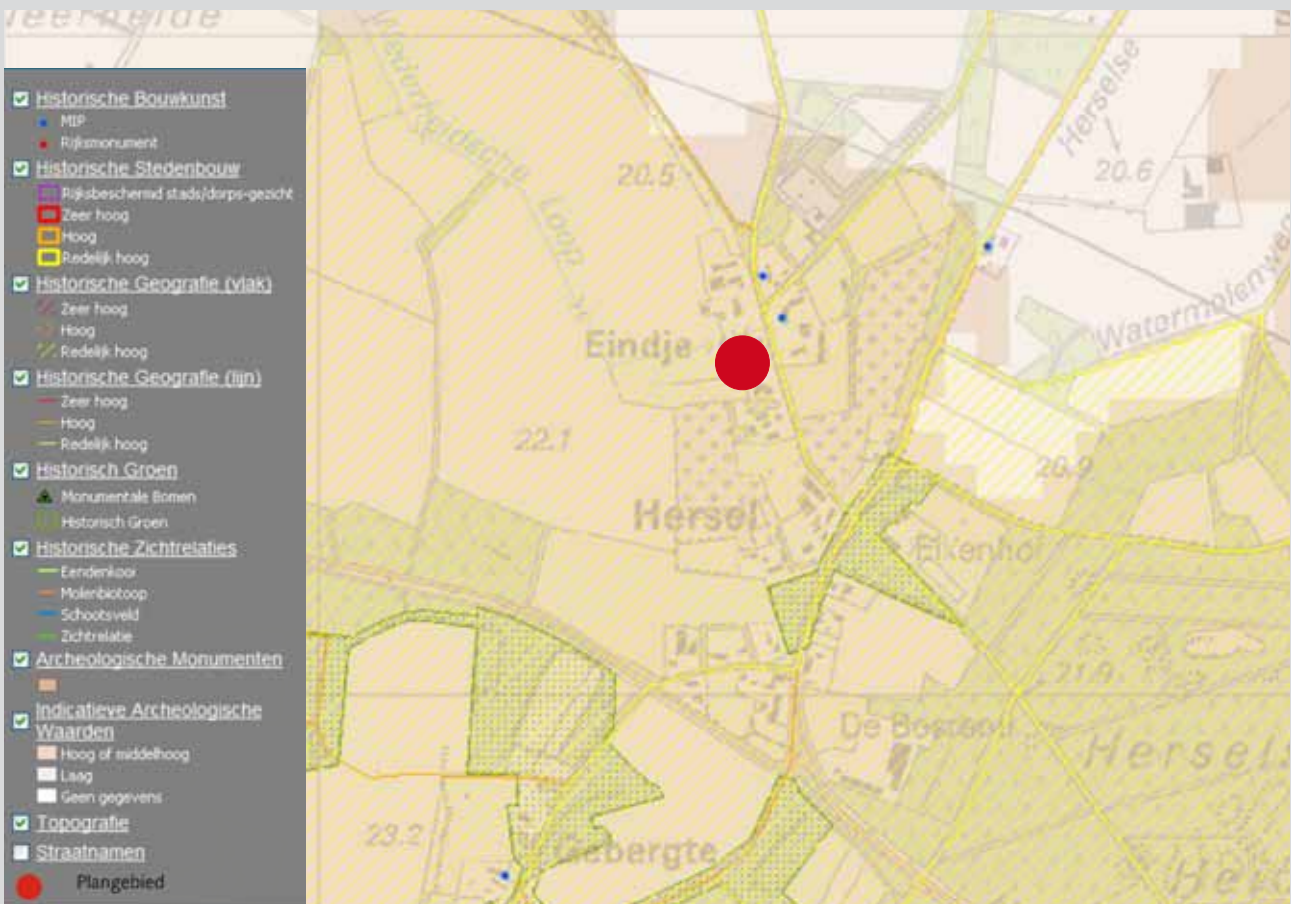 Historische Bouwkunst
MIP
Rijksmonument
Historische Stedenbouw
Rijksbeschermd stads/dorps-gezicht
Zeer hoog
Hoog
Redelijk hoog
Historische Geografie (vlak)
Zeer hoog
Hoog
Redelijk hoog
Historische Geografie (lijn)
Zeer hoog
Hoog
Redelijk hoog
Historisch Groen
Monumentale Bomen
Historisch Groen
Historische Zichtrelaties
Eendenkooi
Molenbiotoop
Schootsveld
Zichtrelatie
Archeologische Monumenten
Indicatieve Archeologische
Waarden
Hoog of middelhoog
Laag
Geen gegevens
Topografie
Straatnamen
Plangebied
Loop
20.5
Herselse
20.6
Watermolenweg
Eindje
22.1
20.9
Hersel
Eikenhof
21.9
De Bosten
Hersel
23.2
Gebergte
Heid